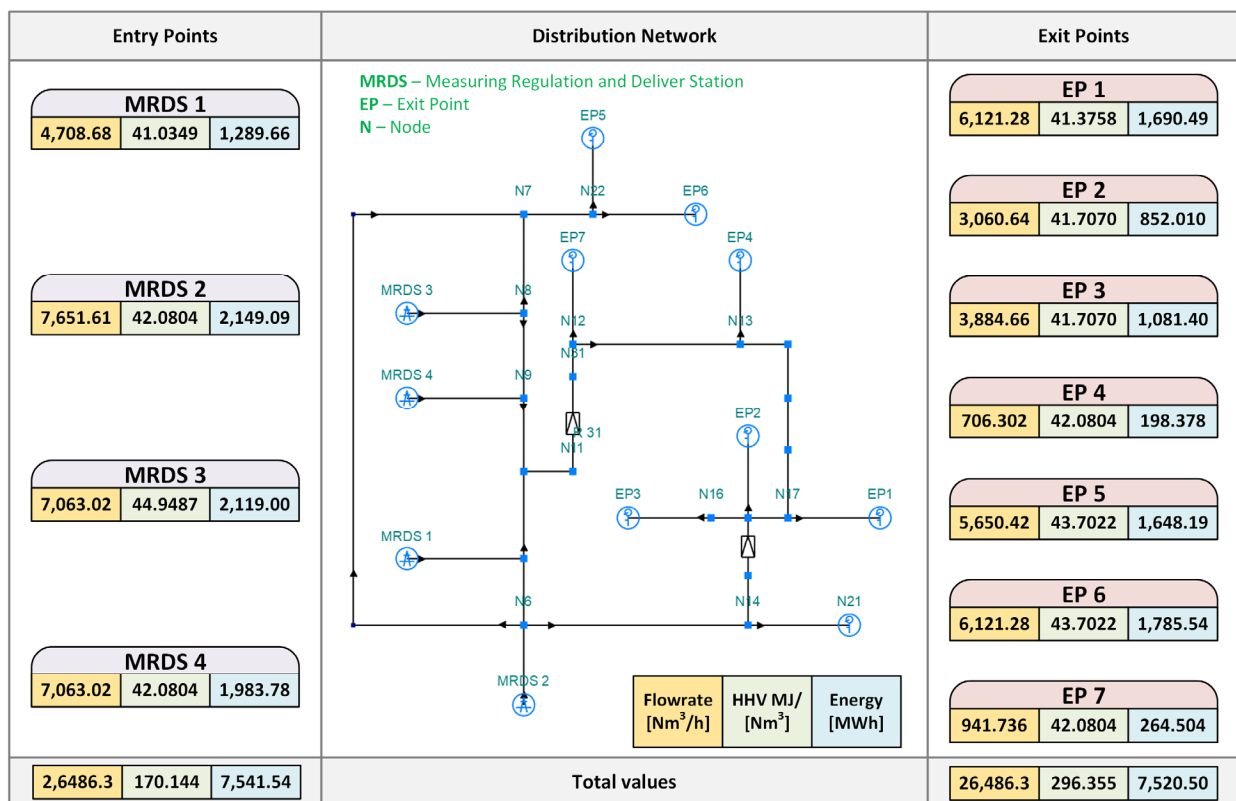 Entry Points
Distribution Network
Exit Points
MRDS 1
4,708.68 41.0349 1,289.66
MRDS 2
7,651.61 42.0804 2,149.09
MRDS 3
7,063.02 44.9487 2,119.00
MRDS 4
7,063.02 42.0804 1,983.78
MRDS – Measuring Regulation and Deliver Station
EP – Exit Point
N – Node
EP5
N7
N22
EP6
EP7
EP4
MRDS 3
N8
N12
N13
N31
MRDS 4
N9
EP2
R 31
N11
EP3
N16
N17
EP1
MRDS 1
N6
N14
N21
MRDS 2
Flowrate [Nm³/h]
HHV MJ/ [Nm³]
Energy [MWh]
EP 1
6,121.28 41.3758 1,690.49
EP 2
3,060.64 41.7070 852.010
EP 3
3,884.66 41.7070 1,081.40
EP 4
706.302 42.0804 198.378
EP 5
5,650.42 43.7022 1,648.19
EP 6
6,121.28 43.7022 1,785.54
EP 7
941.736 42.0804 264.504
2,6486.3 170.144 7,541.54
Total values
26,486.3 296.355 7,520.50